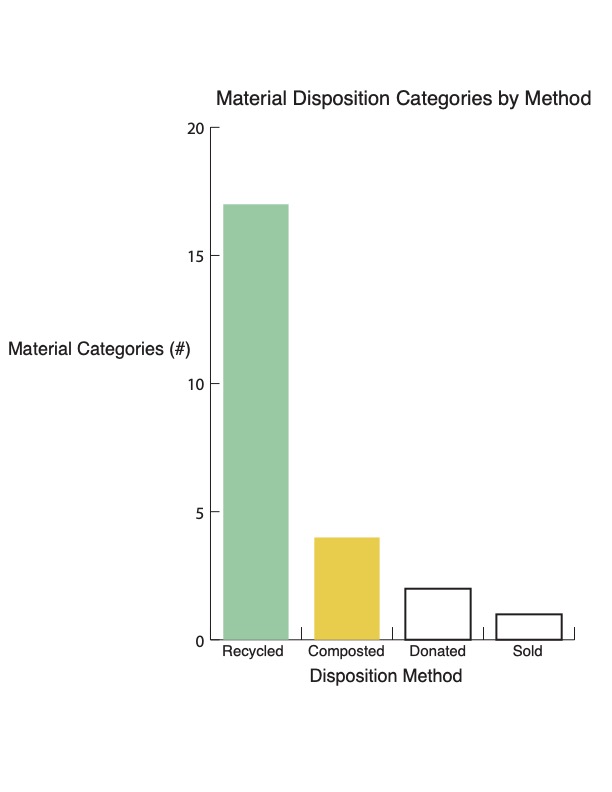 Material Disposition Categories by Method
20
15
Material Categories (#)
10
5
0
Recycled Composted Donated Sold
Disposition Method